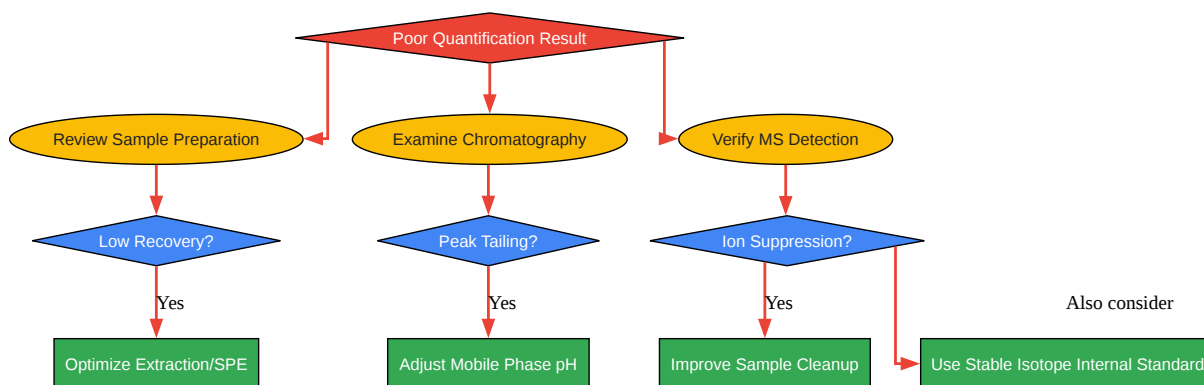 Poor Quantification Result
Review Sample Preparation
Examine Chromatography
Verify MS Detection
Low Recovery?
Peak Tailing?
Ion Suppression?
Yes
Yes
Yes
Also consider
Optimize Extraction/SPE
Adjust Mobile Phase pH
Improve Sample Cleanup
Use Stable Isotope Internal Standard